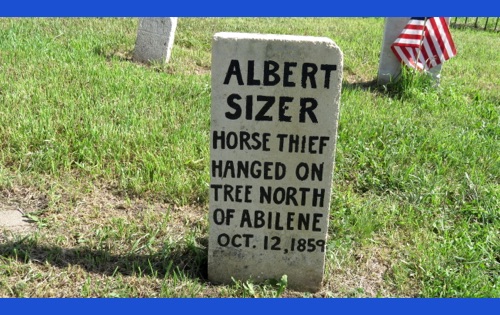 ALBERT
SIZER
HORSE THIEF
HANGED ON
TREE NORTH
OF ABILENE
OCT. 12, 1859